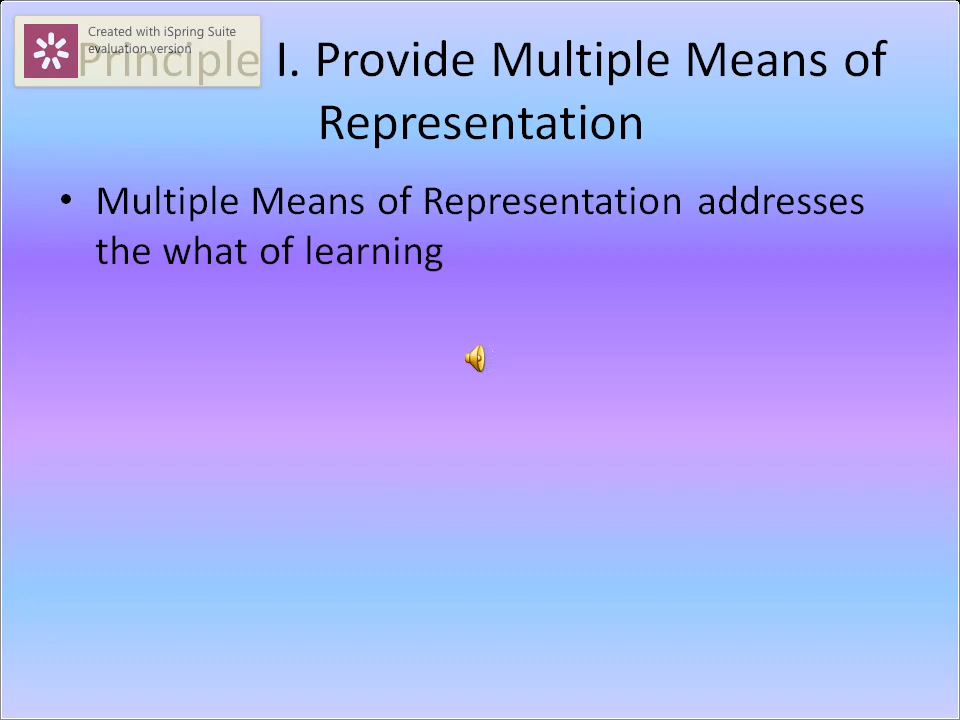 Created with iSpring Suite
evaluation version
Principle I. Provide Multiple Means of
Representation
• Multiple Means of Representation addresses
the what of learning